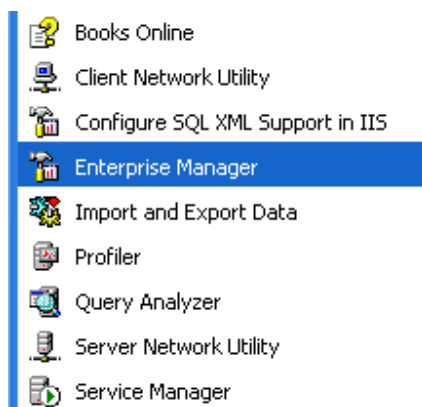 Books Online
Client Network Utility
Configure SQL XML Support in IIS
Enterprise Manager
Import and Export Data
Profiler
Query Analyzer
Server Network Utility
Service Manager